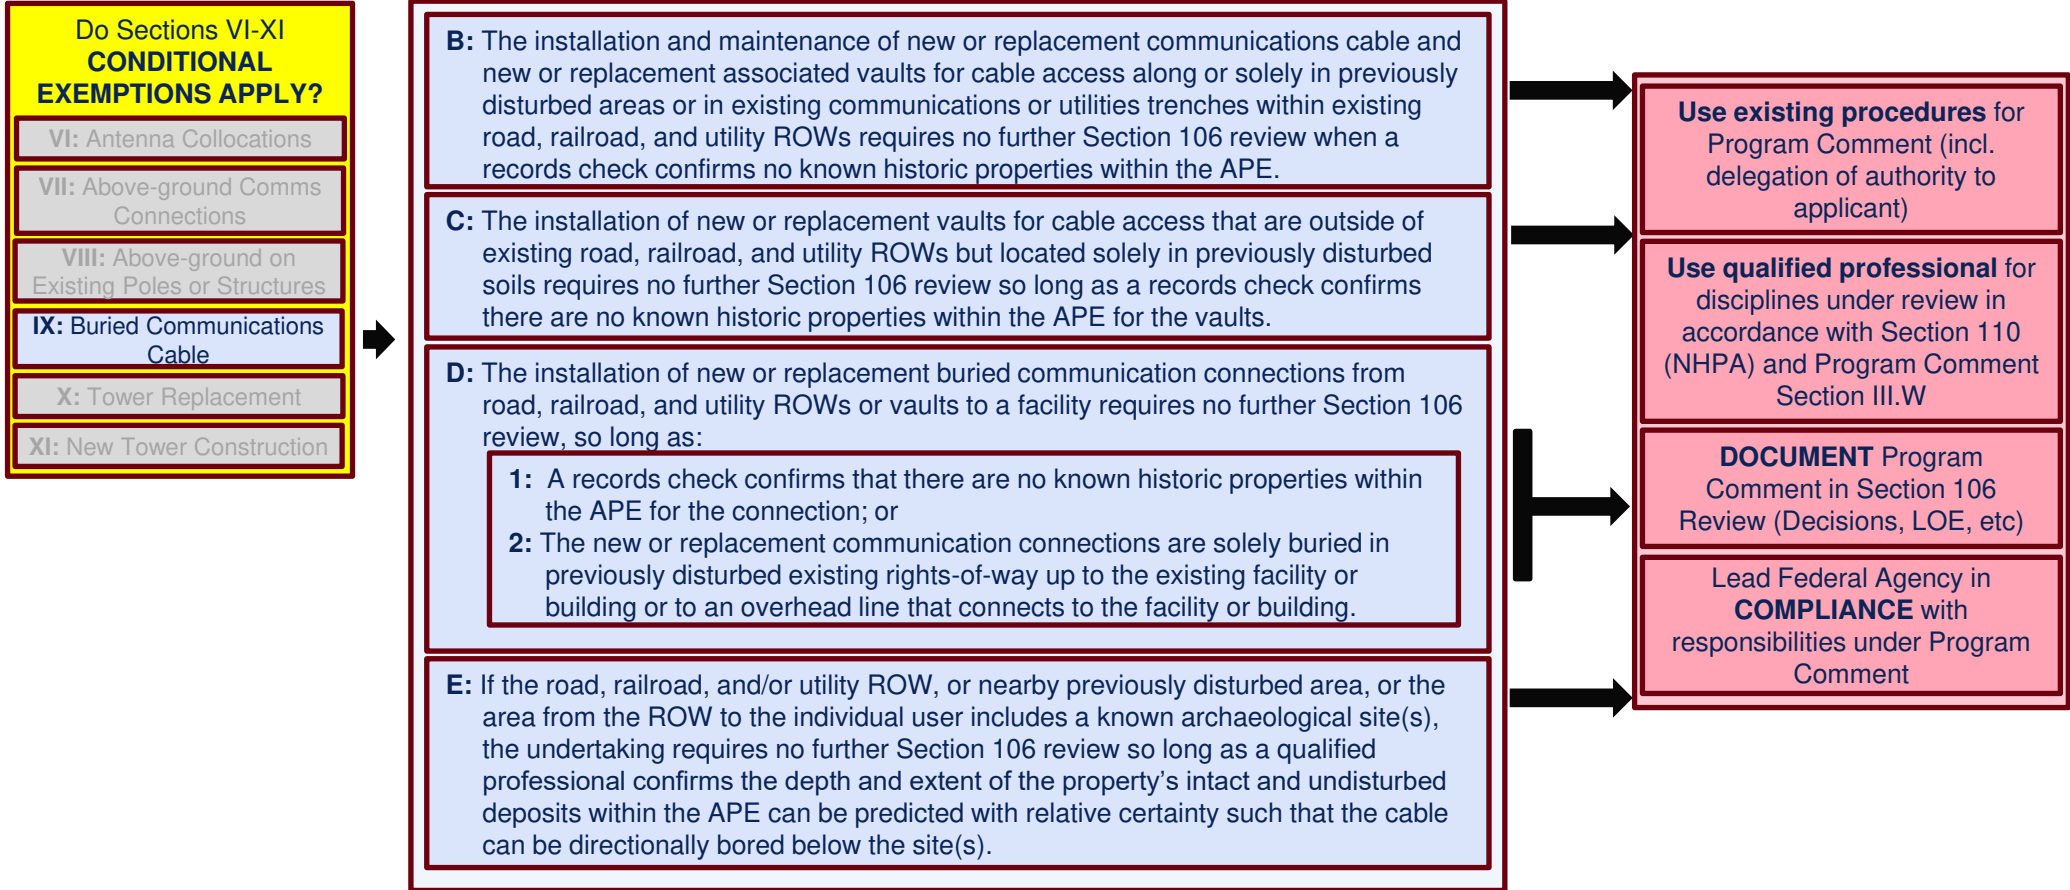 Do Sections VI-XI
CONDITIONAL
EXEMPTIONS APPLY?
VI: Antenna Collocations
VII: Above-ground Comms
Connections
VIII: Above-ground on
Existing Poles or Structures
IX: Buried Communications
Cable
X: Tower Replacement
XI: New Tower Construction
B: The installation and maintenance of new or replacement communications cable and
new or replacement associated vaults for cable access along or solely in previously
disturbed areas or in existing communications or utilities trenches within existing
road, railroad, and utility ROWs requires no further Section 106 review when a
records check confirms no known historic properties within the APE.
C: The installation of new or replacement vaults for cable access that are outside of
existing road, railroad, and utility ROWs but located solely in previously disturbed
soils requires no further Section 106 review so long as a records check confirms
there are no known historic properties within the APE for the vaults.
D: The installation of new or replacement buried communication connections from
road, railroad, and utility ROWs or vaults to a facility requires no further Section 106
review, so long as:
1: A records check confirms that there are no known historic properties within
the APE for the connection; or
2: The new or replacement communication connections are solely buried in
previously disturbed existing rights-of-way up to the existing facility or
building or to an overhead line that connects to the facility or building.
E: If the road, railroad, and/or utility ROW, or nearby previously disturbed area, or the
area from the ROW to the individual user includes a known archaeological site(s),
the undertaking requires no further Section 106 review so long as a qualified
professional confirms the depth and extent of the property's intact and undisturbed
deposits within the APE can be predicted with relative certainty such that the cable
can be directionally bored below the site(s).
Use existing procedures for
Program Comment (incl.
delegation of authority to
applicant)
Use qualified professional for
disciplines under review in
accordance with Section 110
(NHPA) and Program Comment
Section III.W
DOCUMENT Program
Comment in Section 106
Review (Decisions, LOE, etc)
Lead Federal Agency in
COMPLIANCE with
responsibilities under Program
Comment